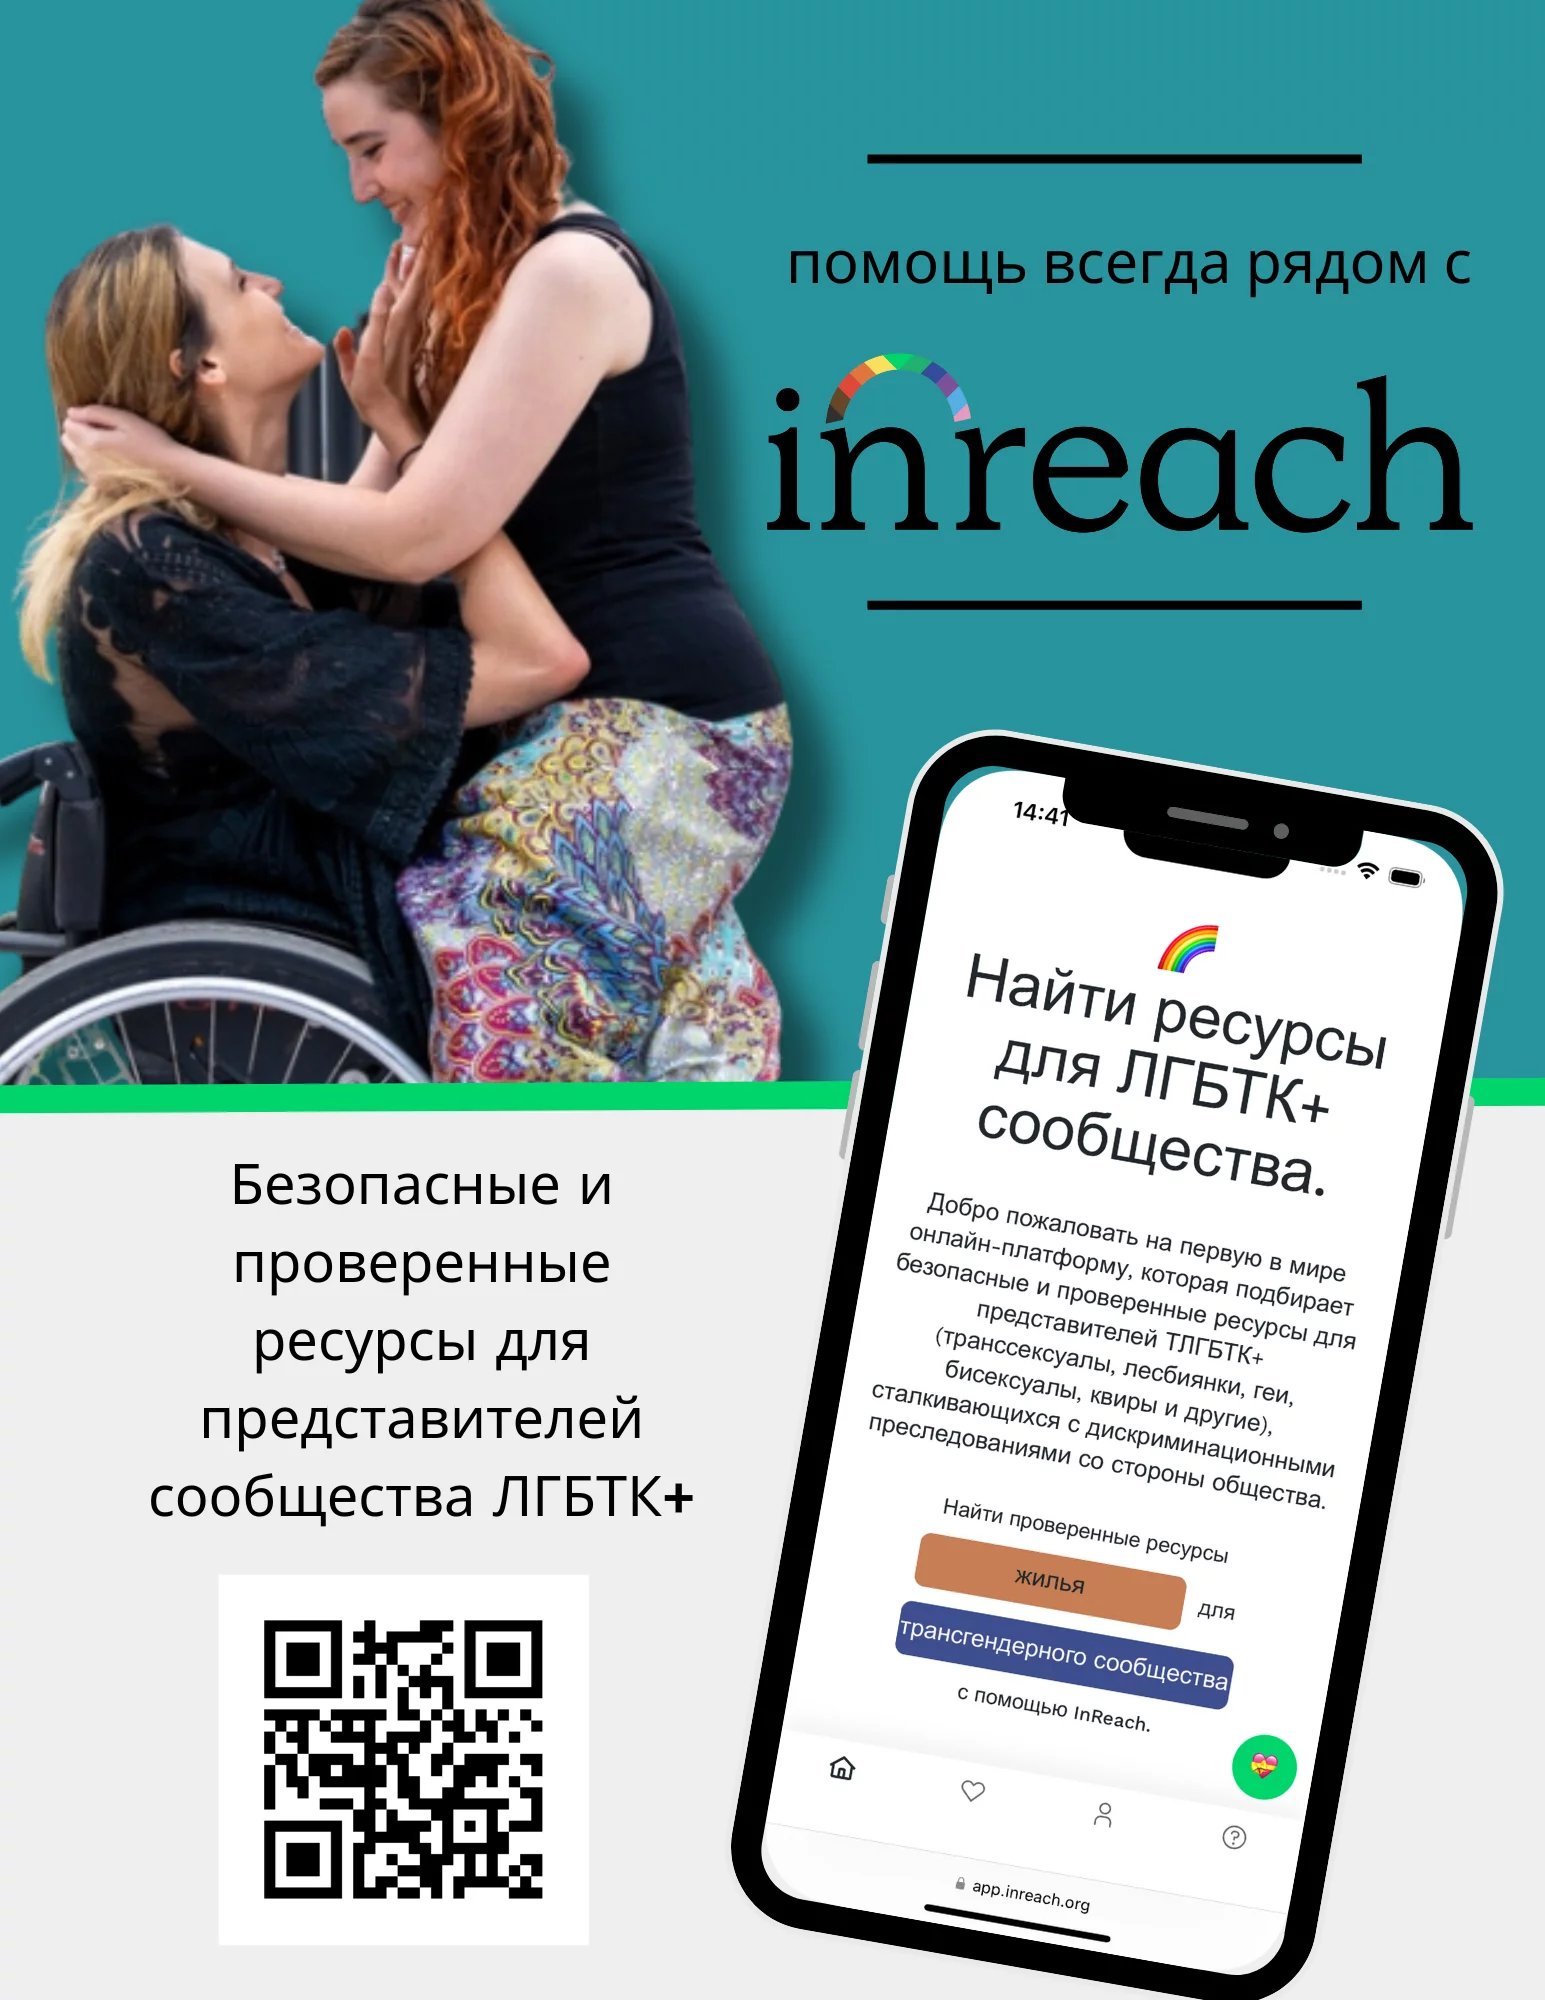 помощь всегда рядом с
inreach
Безопасные и
проверенные
ресурсы для
представителей
сообщества ЛГБТК+
14:41
Найти ресурсы
для ЛГБТК+
сообщества.
Добро пожаловать на первую в мире
онлайн-платформу, которая подбирает
безопасные и проверенные ресурсы для
представителей ТЛГБТК+
(транссексуалы, лесбиянки, геи,
бисексуалы, квиры и другие),
сталкивающихся с дискриминационными
преследованиями со стороны общества.
Найти проверенные ресурсы
жилья для
трансгендерного сообщества
с помощью InReach.
app.inreach.org